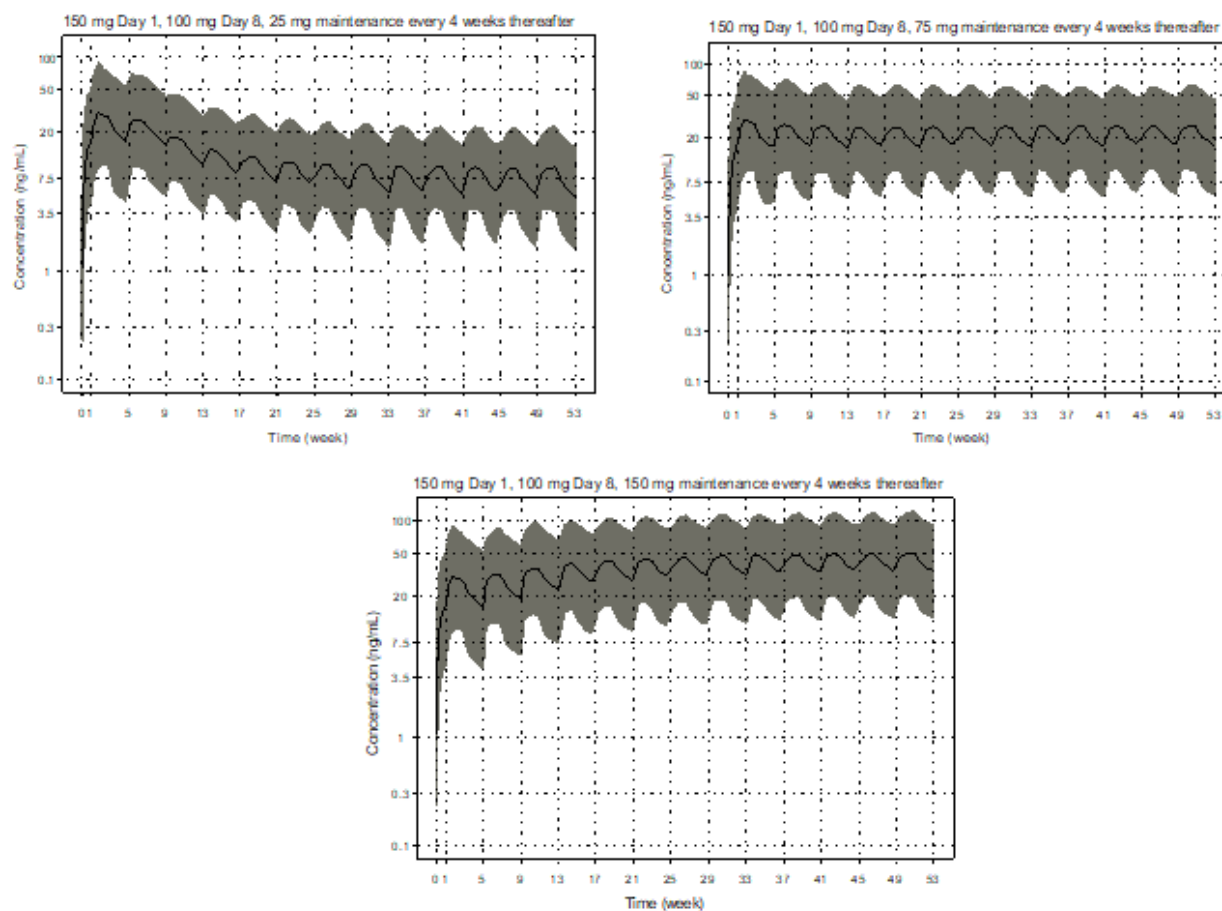 150 mg Day 1, 100 mg Day 8, 25 mg maintenance every 4 weeks thereafter
100
50
20
7.5
3.5
1
0.3
0.1
Concentration (ng/mL)
0 1 5 9 13 17 21 25 29 33 37 41 45 49 53
Time (week)
150 mg Day 1, 100 mg Day 8, 75 mg maintenance every 4 weeks thereafter
100
50
20
7.5
3.5
1
0.3
0.1
Concentration (ng/mL)
0 1 5 9 13 17 21 25 29 33 37 41 45 49 53
Time (week)
150 mg Day 1, 100 mg Day 8, 150 mg maintenance every 4 weeks thereafter
100
50
20
7.5
3.5
1
0.3
0.1
Concentration (ng/mL)
0 1 5 9 13 17 21 25 29 33 37 41 45 49 53
Time (week)